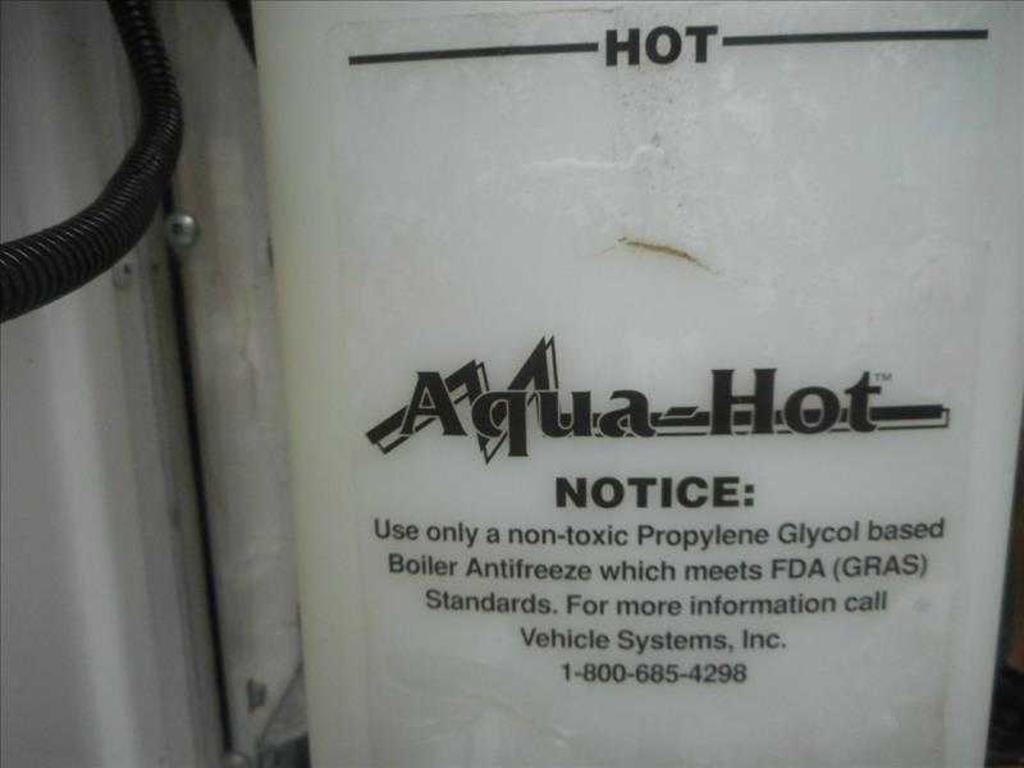 HOT
Aqua-Hot™
NOTICE:
Use only a non-toxic Propylene Glycol based
Boiler Antifreeze which meets FDA (GRAS)
Standards. For more information call
Vehicle Systems, Inc.
1-800-685-4298